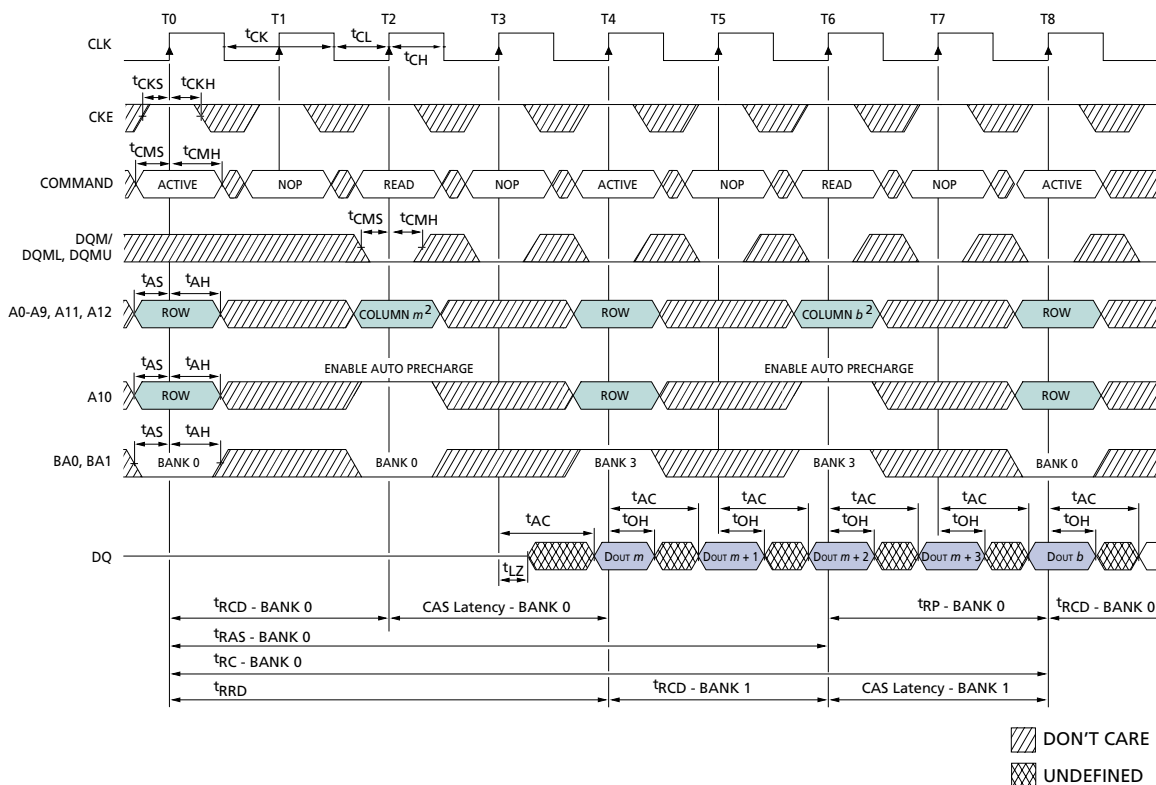 T0 T1 T2 T3 T4 T5 T6 T7 T8
CLK tCK tCL tCH
tCKS tCKH
CKE
tCMS tCMH
COMMAND ACTIVE NOP READ NOP ACTIVE NOP READ NOP ACTIVE
tCMS tCMH
DQM/
DQML, DQMU
tAS tAH
A0-A9, A11, A12 ROW COLUMN m2 ROW COLUMN b2 ROW
tAS tAH ENABLE AUTO PRECHARGE ENABLE AUTO PRECHARGE
A10 ROW ROW ROW
tAS tAH
BA0, BA1 BANK 0 BANK 0 BANK 3 BANK 3 BANK 0
tAC tAC tAC tAC tAC tAC
tOH tOH tOH tOH tOH
DQ DOUT m DOUT m + 1 DOUT m + 2 DOUT m + 3 DOUT b
tLZ
tRCD - BANK 0 CAS Latency - BANK 0 tRP - BANK 0 tRCD - BANK 0
tRAS - BANK 0
tRC - BANK 0
tRRD tRCD - BANK 1 CAS Latency - BANK 1
DON'T CARE
UNDEFINED